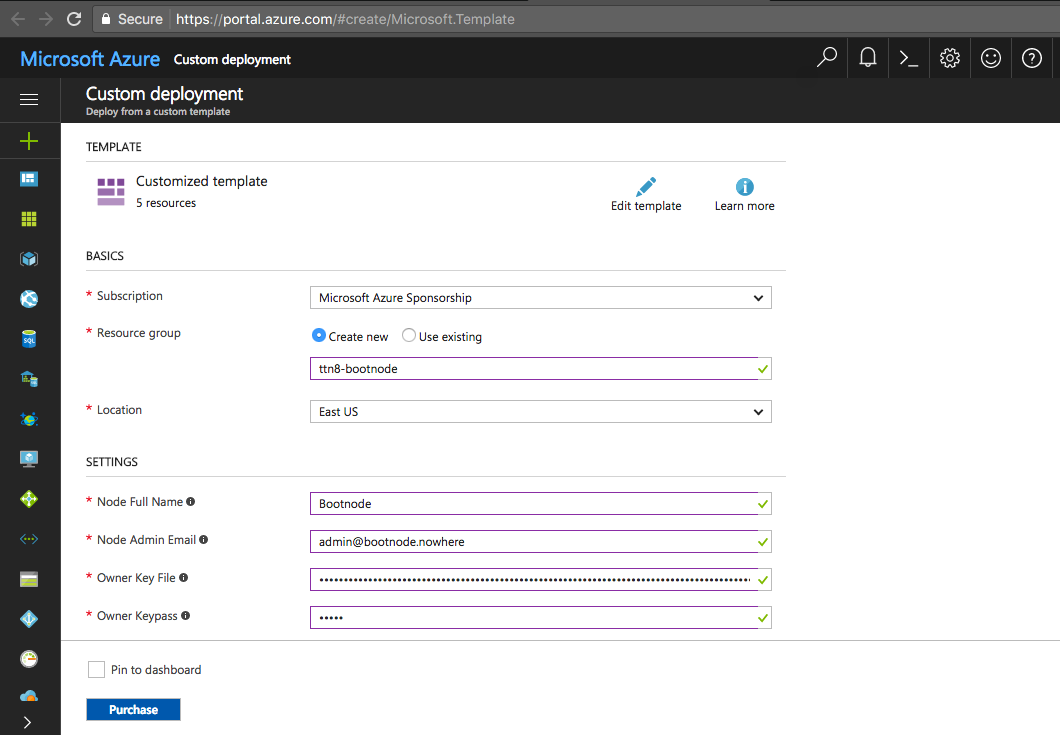 Secure https://portal.azure.com/#create/Microsoft.Template
Microsoft Azure Custom deployment
Custom deployment
Deploy from a custom template
TEMPLATE
Customized template
5 resources
Edit template
Learn more
BASICS
* Subscription
Microsoft Azure Sponsorship
* Resource group
Create new Use existing
ttn8-bootnode
* Location
East US
SETTINGS
* Node Full Name
Bootnode
* Node Admin Email
admin@bootnode.nowhere
* Owner Key File
* Owner Keypass
•••••
Pin to dashboard
Purchase